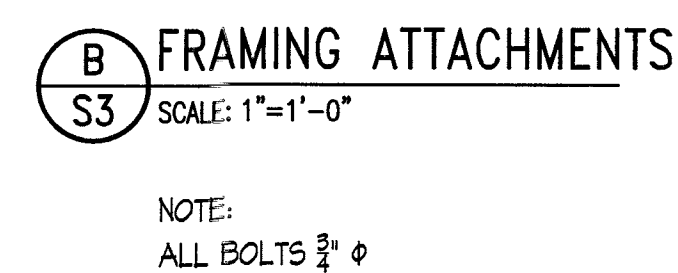 B FRAMING ATTACHMENTS
S3 SCALE: 1"=1'-0"
NOTE:
ALL BOLTS 3/4" Φ